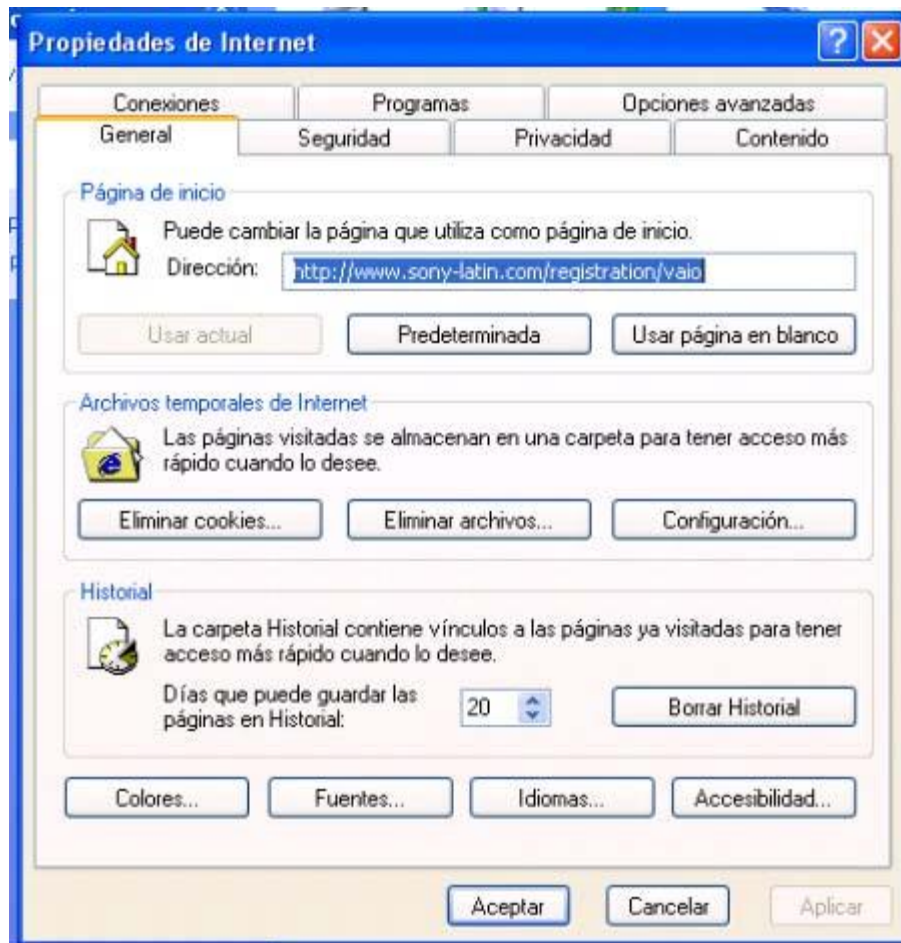 Propiedades de Internet
Conexiones Programas Opciones avanzadas
General Seguridad Privacidad Contenido
Página de inicio
Puede cambiar la página que utiliza como página de inicio.
Dirección: http://www.sony-latin.com/registration/vaio
Usar actual Predeterminada Usar página en blanco
Archivos temporales de Internet
Las páginas visitadas se almacenan en una carpeta para tener acceso más
rápido cuando lo desee.
Eliminar cookies... Eliminar archivos... Configuración...
Historial
La carpeta Historial contiene vínculos a las páginas ya visitadas para tener
acceso más rápido cuando lo desee.
Días que puede guardar las
páginas en Historial: 20 Borrar Historial
Colores... Fuentes... Idiomas... Accesibilidad...
Aceptar Cancelar Aplicar